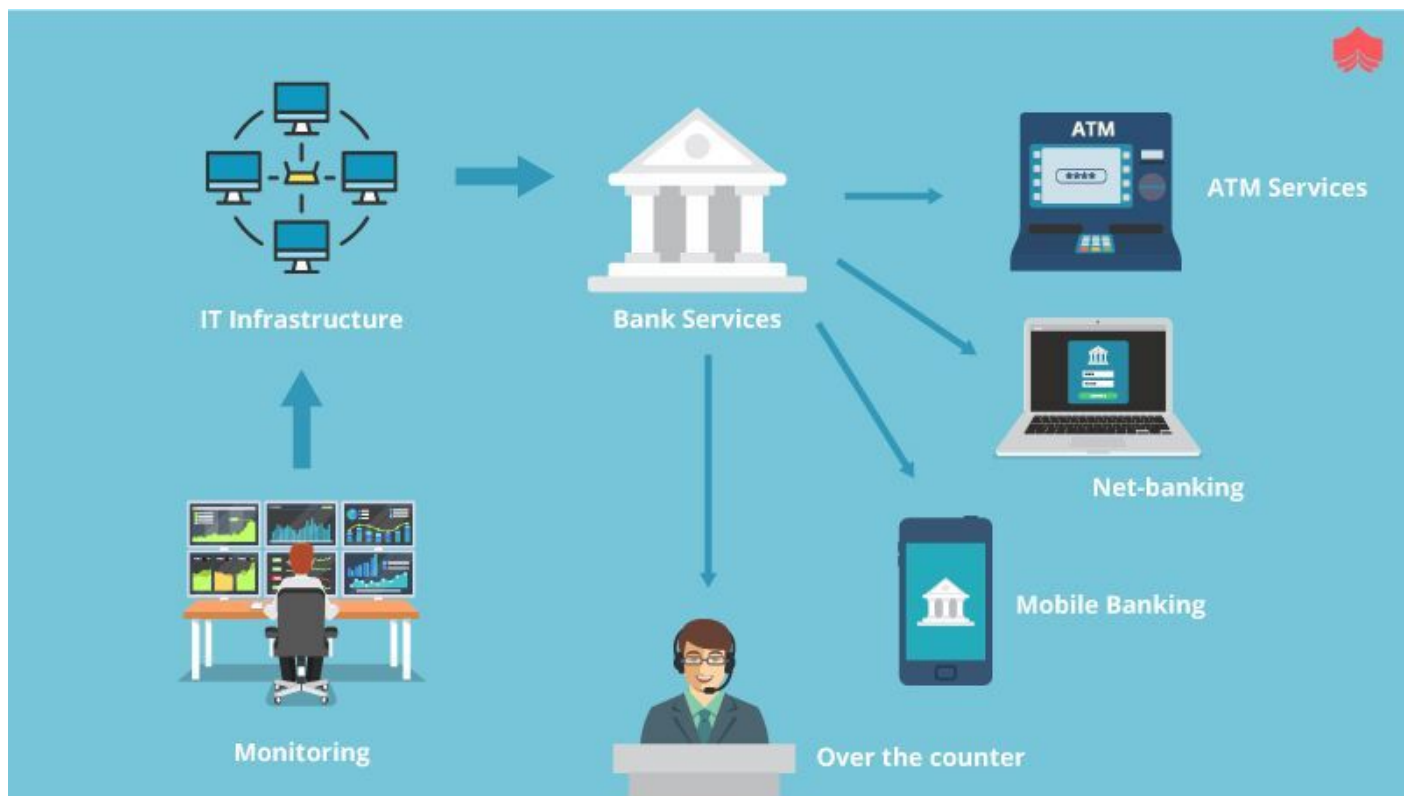 ATM
****
ATM Services
IT Infrastructure
Bank Services
Net-banking
Mobile Banking
Monitoring
Over the counter